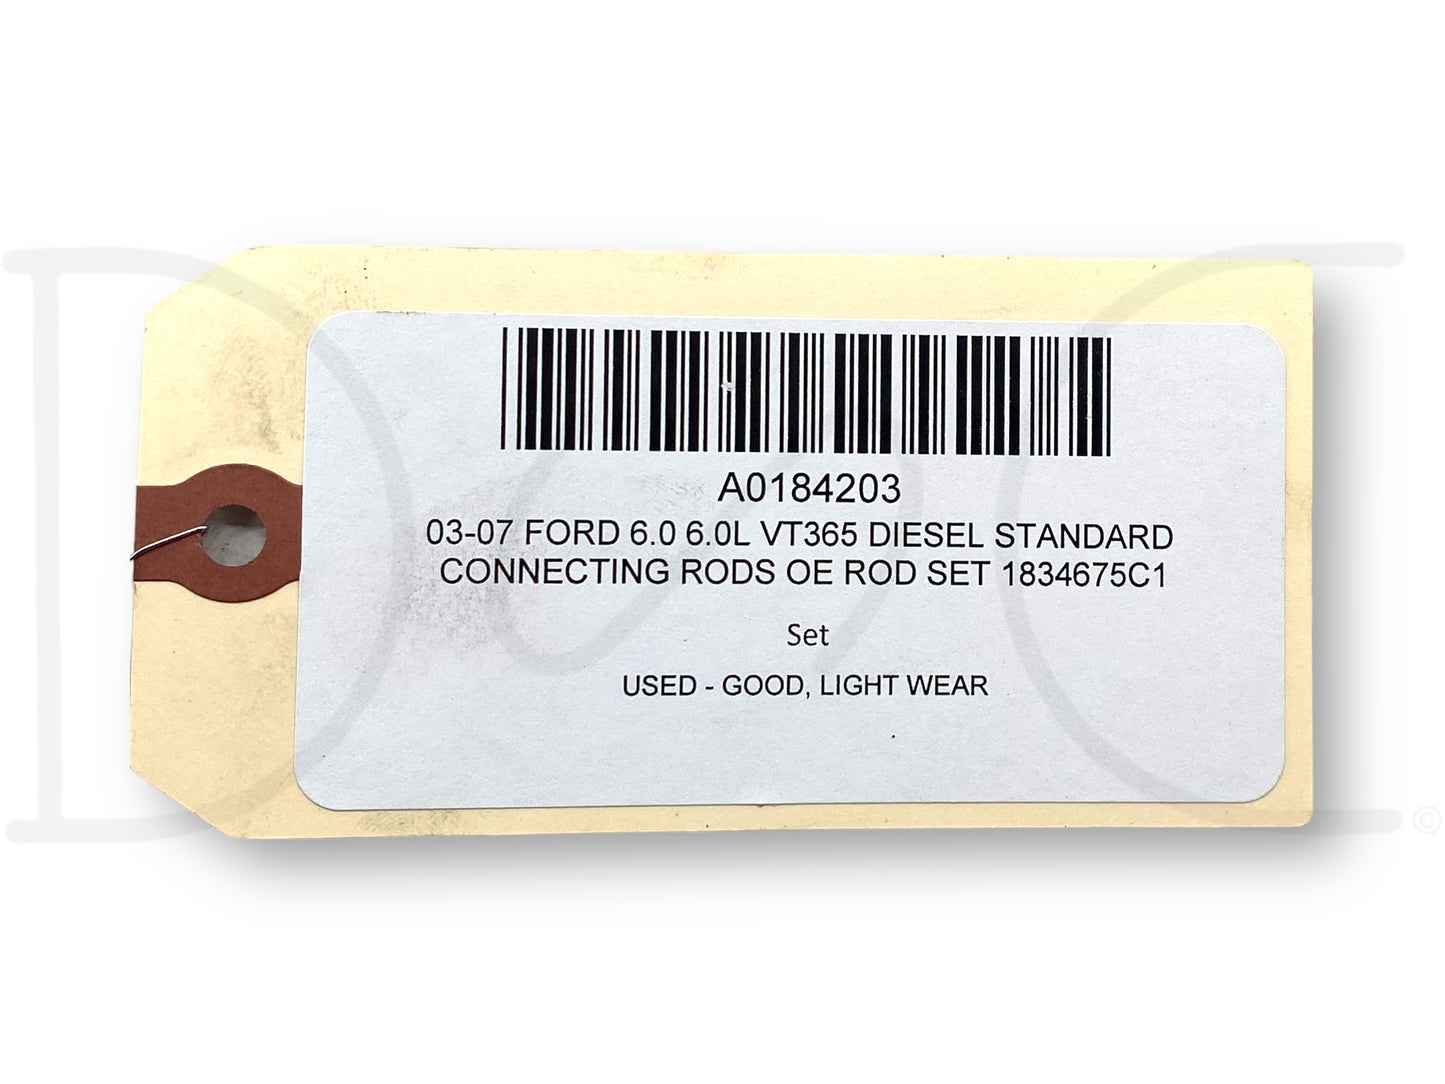 A0184203
03-07 FORD 6.0 6.0L VT365 DIESEL STANDARD
CONNECTING RODS OE ROD SET 1834675C1
Set
USED - GOOD, LIGHT WEAR
©